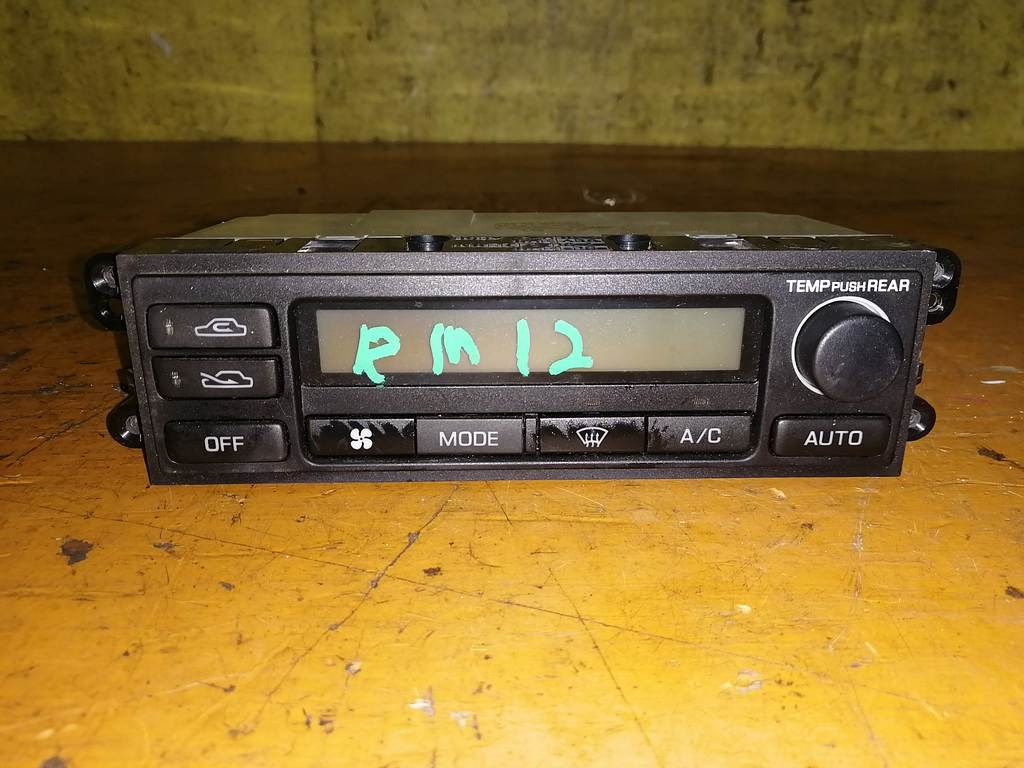 TEMP PUSH REAR
RM12
OFF MODE A/C AUTO